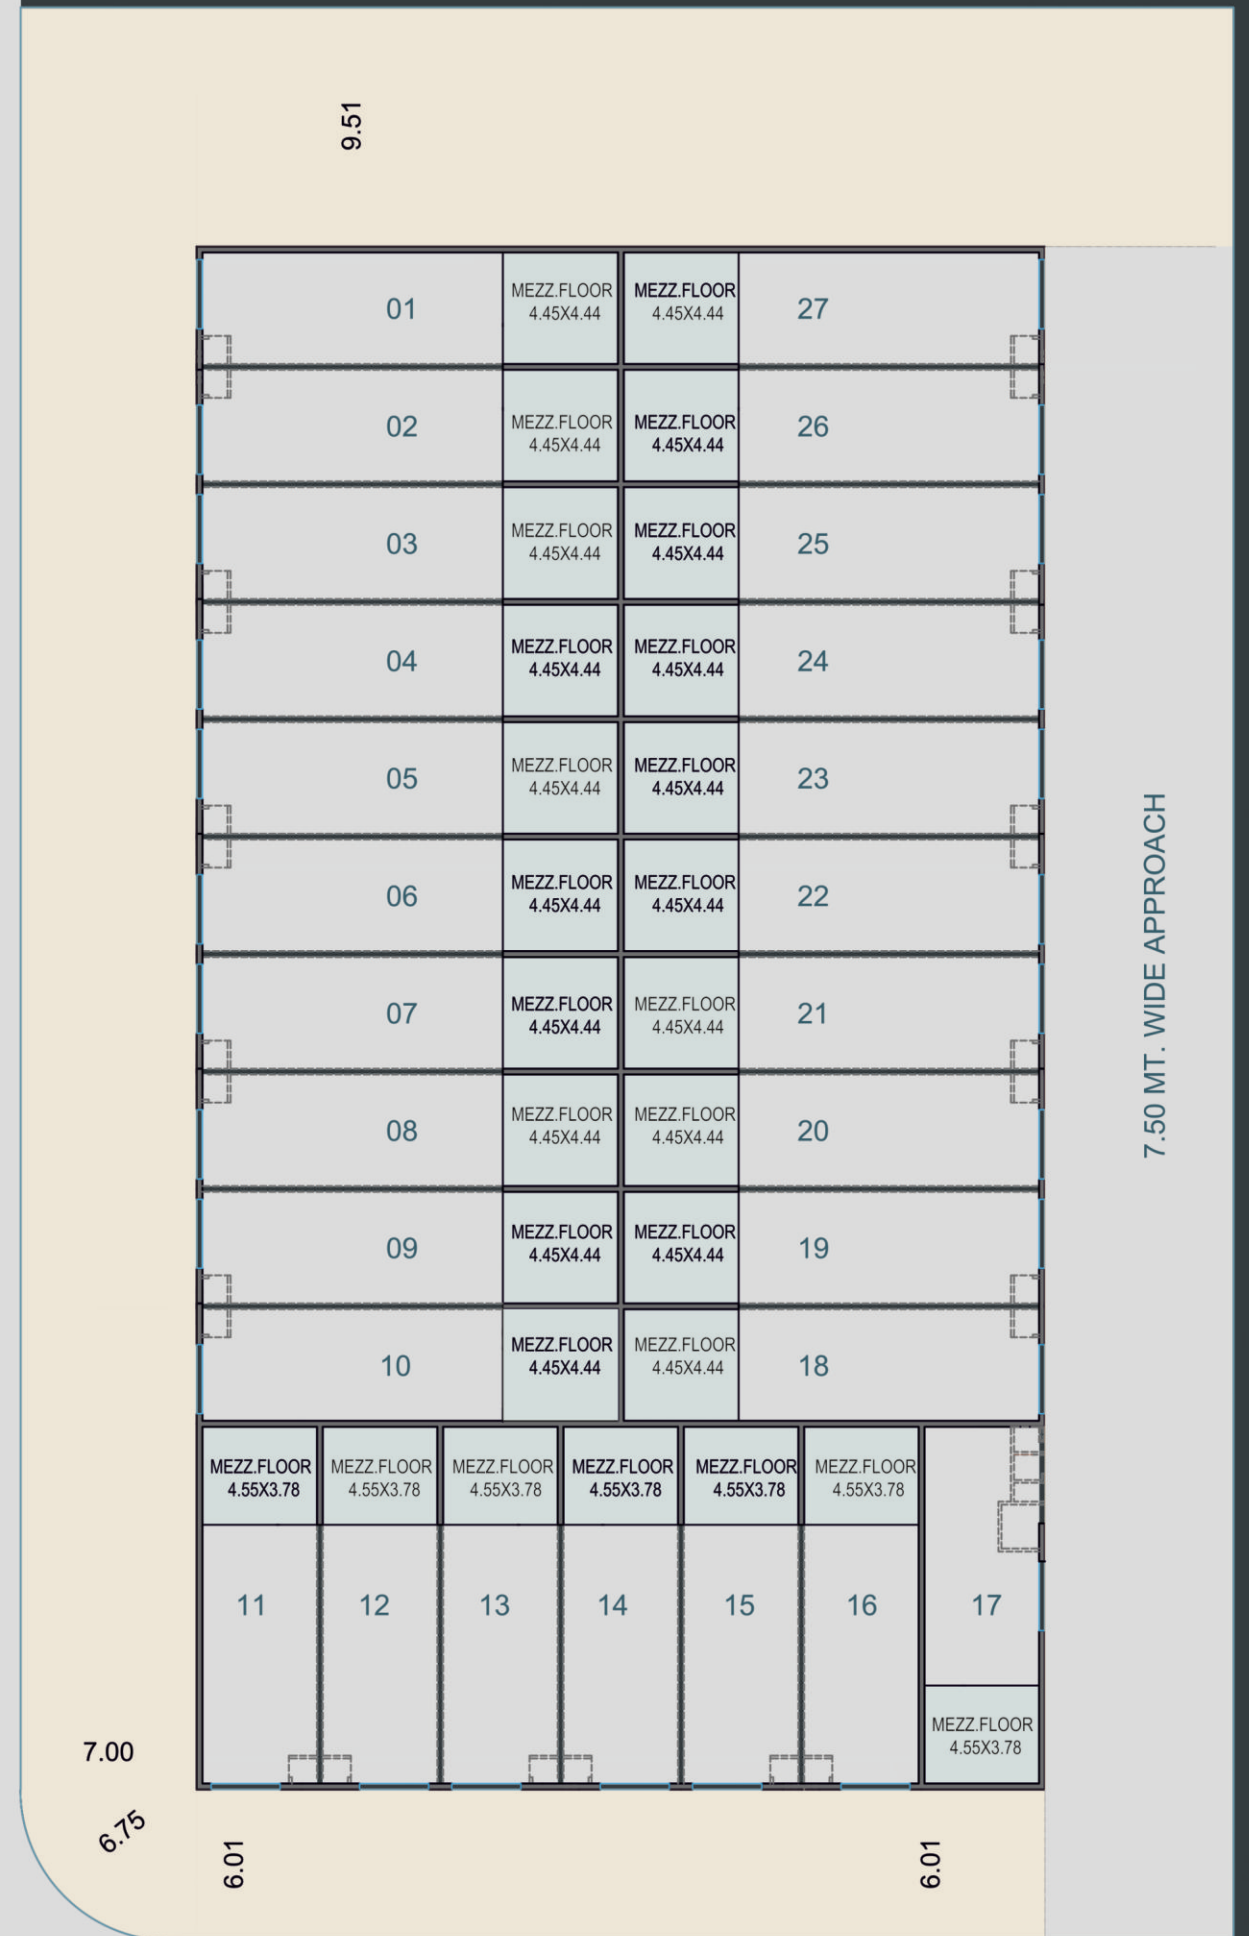 9.51
01
MEZZ.FLOOR
4.45X4.44
MEZZ.FLOOR
4.45X4.44
27
02
MEZZ.FLOOR
4.45X4.44
MEZZ.FLOOR
4.45X4.44
26
03
MEZZ.FLOOR
4.45X4.44
MEZZ.FLOOR
4.45X4.44
25
04
MEZZ.FLOOR
4.45X4.44
MEZZ.FLOOR
4.45X4.44
24
05
MEZZ.FLOOR
4.45X4.44
MEZZ.FLOOR
4.45X4.44
23
06
MEZZ.FLOOR
4.45X4.44
MEZZ.FLOOR
4.45X4.44
22
07
MEZZ.FLOOR
4.45X4.44
MEZZ.FLOOR
4.45X4.44
21
08
MEZZ.FLOOR
4.45X4.44
MEZZ.FLOOR
4.45X4.44
20
09
MEZZ.FLOOR
4.45X4.44
MEZZ.FLOOR
4.45X4.44
19
10
MEZZ.FLOOR
4.45X4.44
MEZZ.FLOOR
4.45X4.44
18
7.50 MT. WIDE APPROACH
MEZZ.FLOOR
4.55X3.78
MEZZ.FLOOR
4.55X3.78
MEZZ.FLOOR
4.55X3.78
MEZZ.FLOOR
4.55X3.78
MEZZ.FLOOR
4.55X3.78
MEZZ.FLOOR
4.55X3.78
11
12
13
14
15
16
17
MEZZ.FLOOR
4.55X3.78
7.00
6.75
6.01
6.01